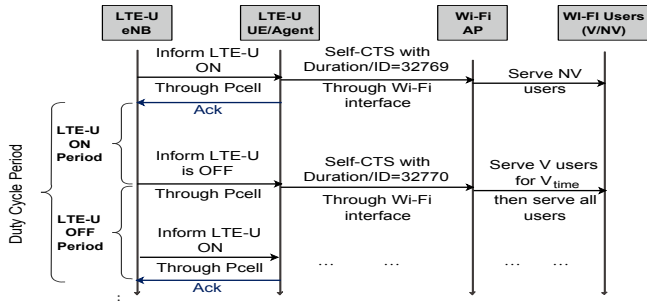 LTE-U
eNB
LTE-U
UE/Agent
Wi-Fi
AP
WI-FI Users
(V/NV)
Inform LTE-U
ON
Through Pcell
Self-CTS with
Duration/ID=32769
Through Wi-Fi
interface
Serve NV
users
Ack
Duty Cycle Period
LTE-U
ON
Period
Inform LTE-U
is OFF
Through Pcell
Self-CTS with
Duration/ID=32770
Through Wi-Fi
interface
Serve V users
for Vtime
then serve all
users
LTE-U
OFF
Period
Inform LTE-U
ON
Through Pcell
... ... ... ...
Ack
: